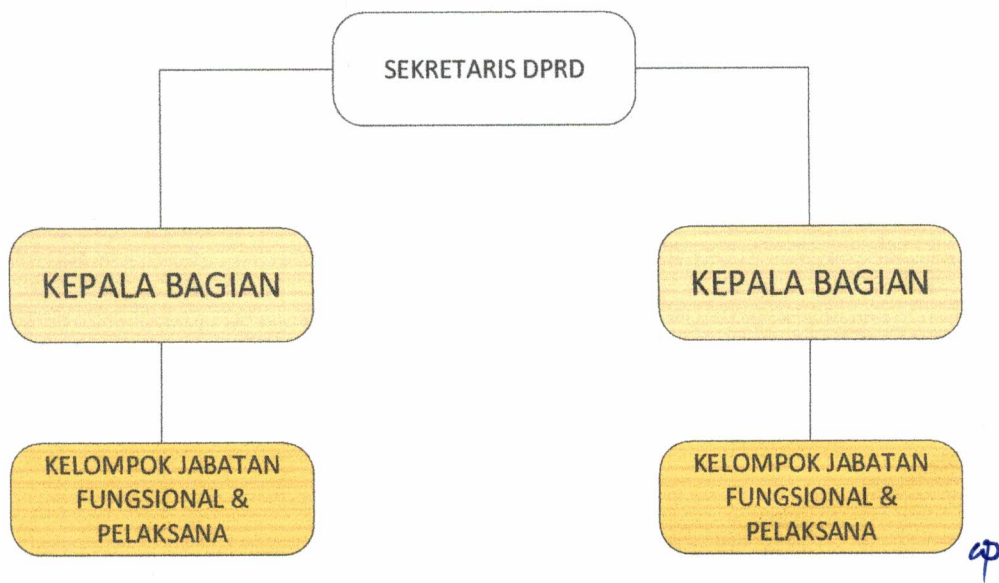 SEKRETARIS DPRD
KEPALA BAGIAN
KEPALA BAGIAN
KELOMPOK JABATAN
FUNGSIONAL &
PELAKSANA
KELOMPOK JABATAN
FUNGSIONAL &
PELAKSANA